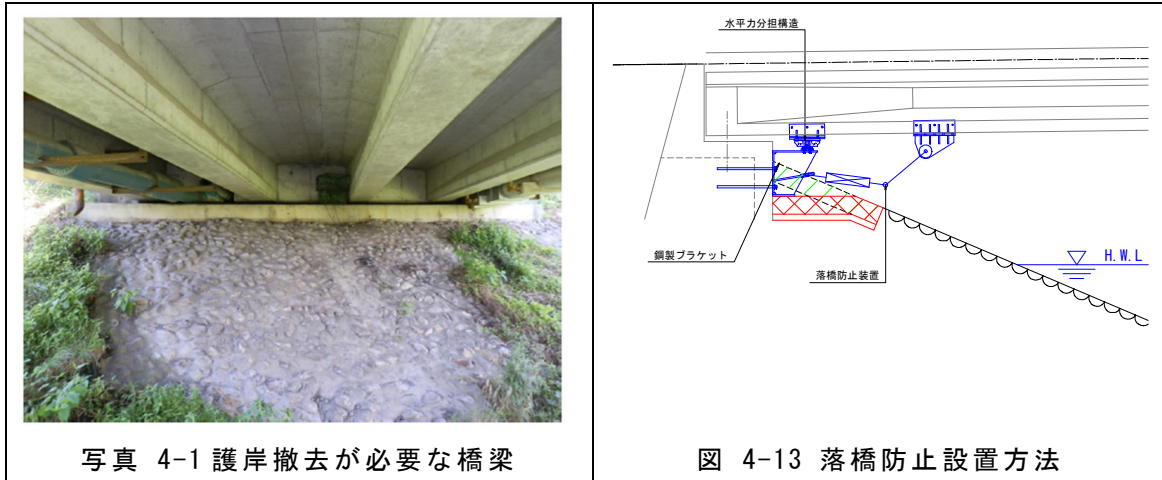 写真 4-1 護岸撤去が必要な橋梁
水平力分担構造
鋼製ブラケット
落橋防止装置
H.W.L
図 4-13 落橋防止設置方法